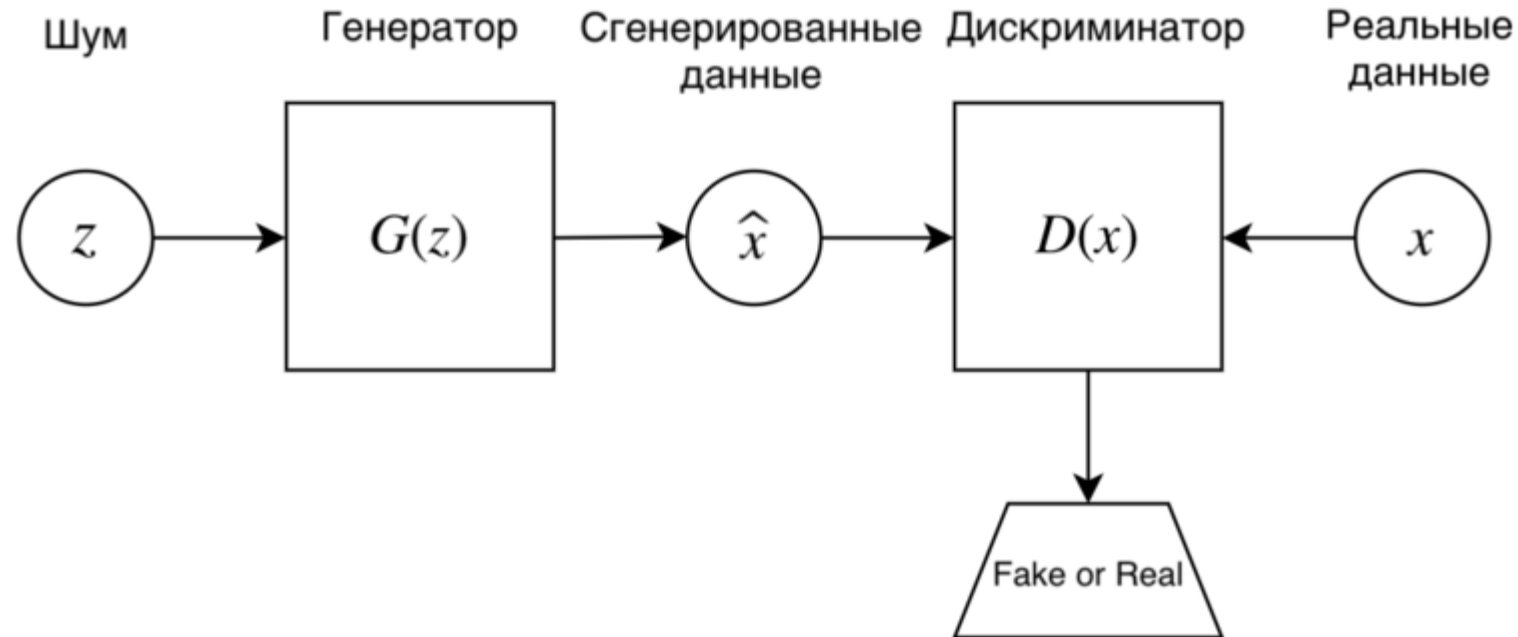 Шум
Генератор
Сгенерированные
данные
Дискриминатор
Реальные
данные
z
G(z)
x̂
D(x)
x
Fake or Real